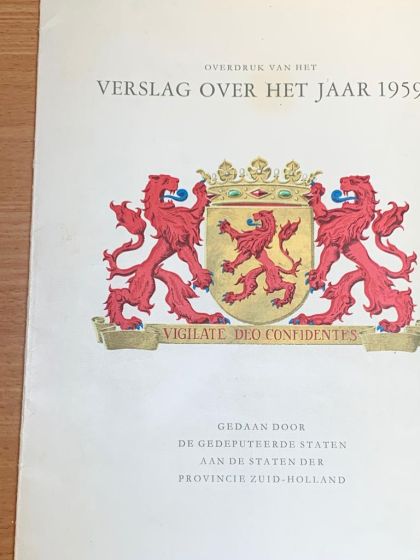 OVERDRUK VAN HET
VERSLAG OVER HET JAAR 1959
VIGILATE DEO CONFIDENTES
GEDAAN DOOR
DE GEDEPUTEERDE STATEN
AAN DE STATEN DER
PROVINCIE ZUID-HOLLAND